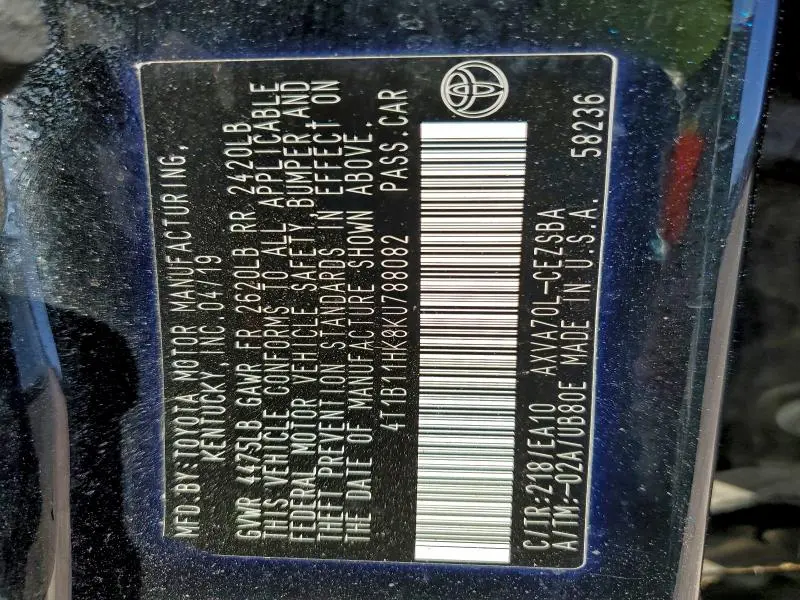 MFD.BY:TOYOTA MOTOR MANUFACTURING,
KENTUCKY, INC. 04/19
GVWR 4475LB GAWR FR 2620LB RR 2420LB
THIS VEHICLE CONFORMS TO ALL APPLICABLE
FEDERAL MOTOR VEHICLE SAFETY,BUMPER,AND
THEFT PREVENTION STANDARDS IN EFFECT ON
THE DATE OF MANUFACTURE SHOWN ABOVE.
4T1B11HK8KU788082 PASS.CAR
C/TR:218/EA10 AXVA70L-CEZSBA
A/TM:-02A/UB80E MADE IN U.S.A. 58236